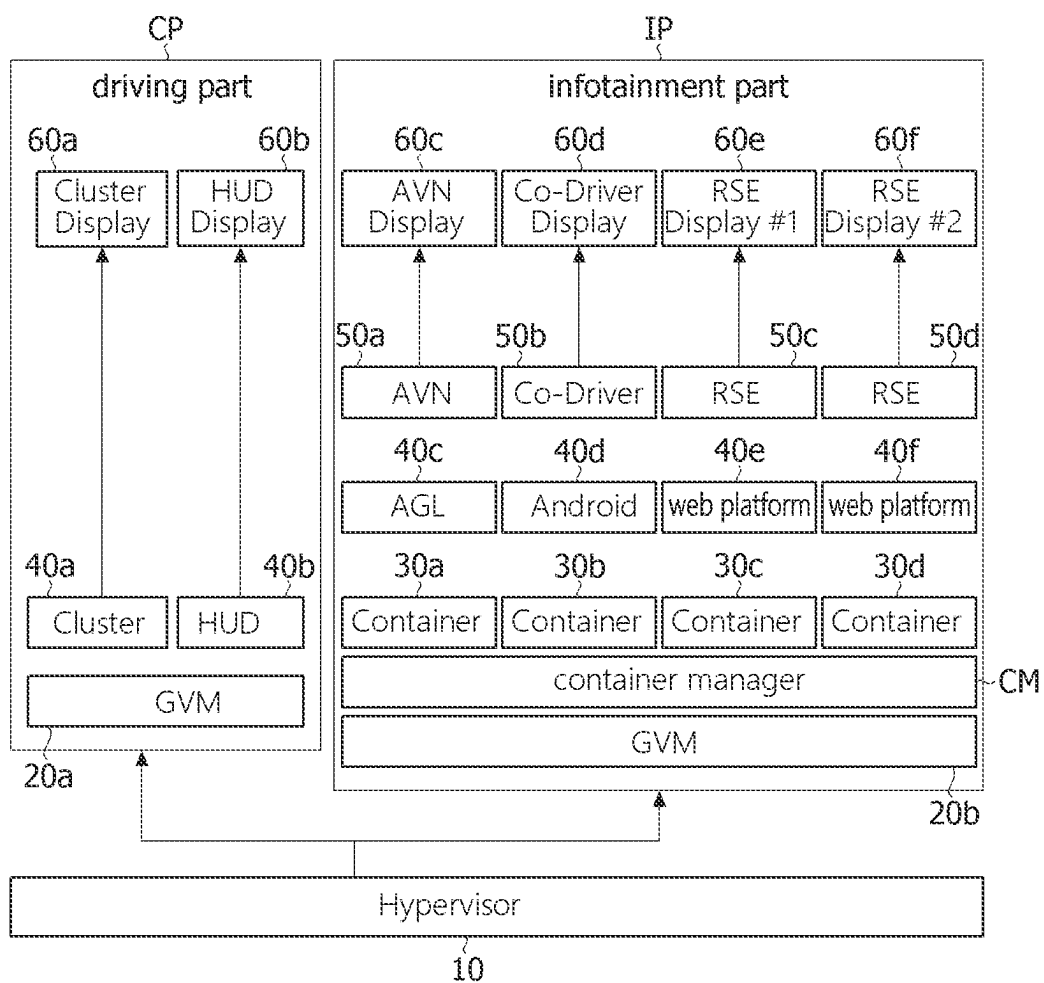 CP IP
driving part infotainment part
60a 60b 60c 60d 60e 60f
Cluster Display
HUD Display
AVN Display
Co-Driver Display
RSE Display #1
RSE Display #2
50a 50b 50c 50d
AVN Co-Driver RSE RSE
40c 40d 40e 40f
AGL Android web platform web platform
40a 40b 30a 30b 30c 30d
Cluster HUD Container Container Container Container
container manager CM
GVM GVM
20a 20b
Hypervisor
10